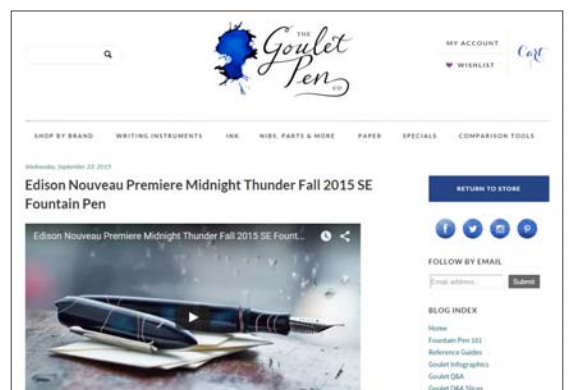 THE
Goulet
Pen
CO
MY ACCOUNT
WISHLIST
Cart
SHOP BY BRAND WRITING INSTRUMENTS INK NIBS, PARTS & MORE PAPER SPECIALS COMPARISON TOOLS
Wednesday, September 23, 2015
Edison Nouveau Premiere Midnight Thunder Fall 2015 SE
Fountain Pen
Edison Nouveau Premiere Midnight Thunder Fall 2015 SE Fount...
RETURN TO STORE
FOLLOW BY EMAIL
Email address... Submit
BLOG INDEX
Home
Fountain Pen 101
Reference Guides
Goulet Infographics
Goulet Q&A
Goulet Q&A Slices